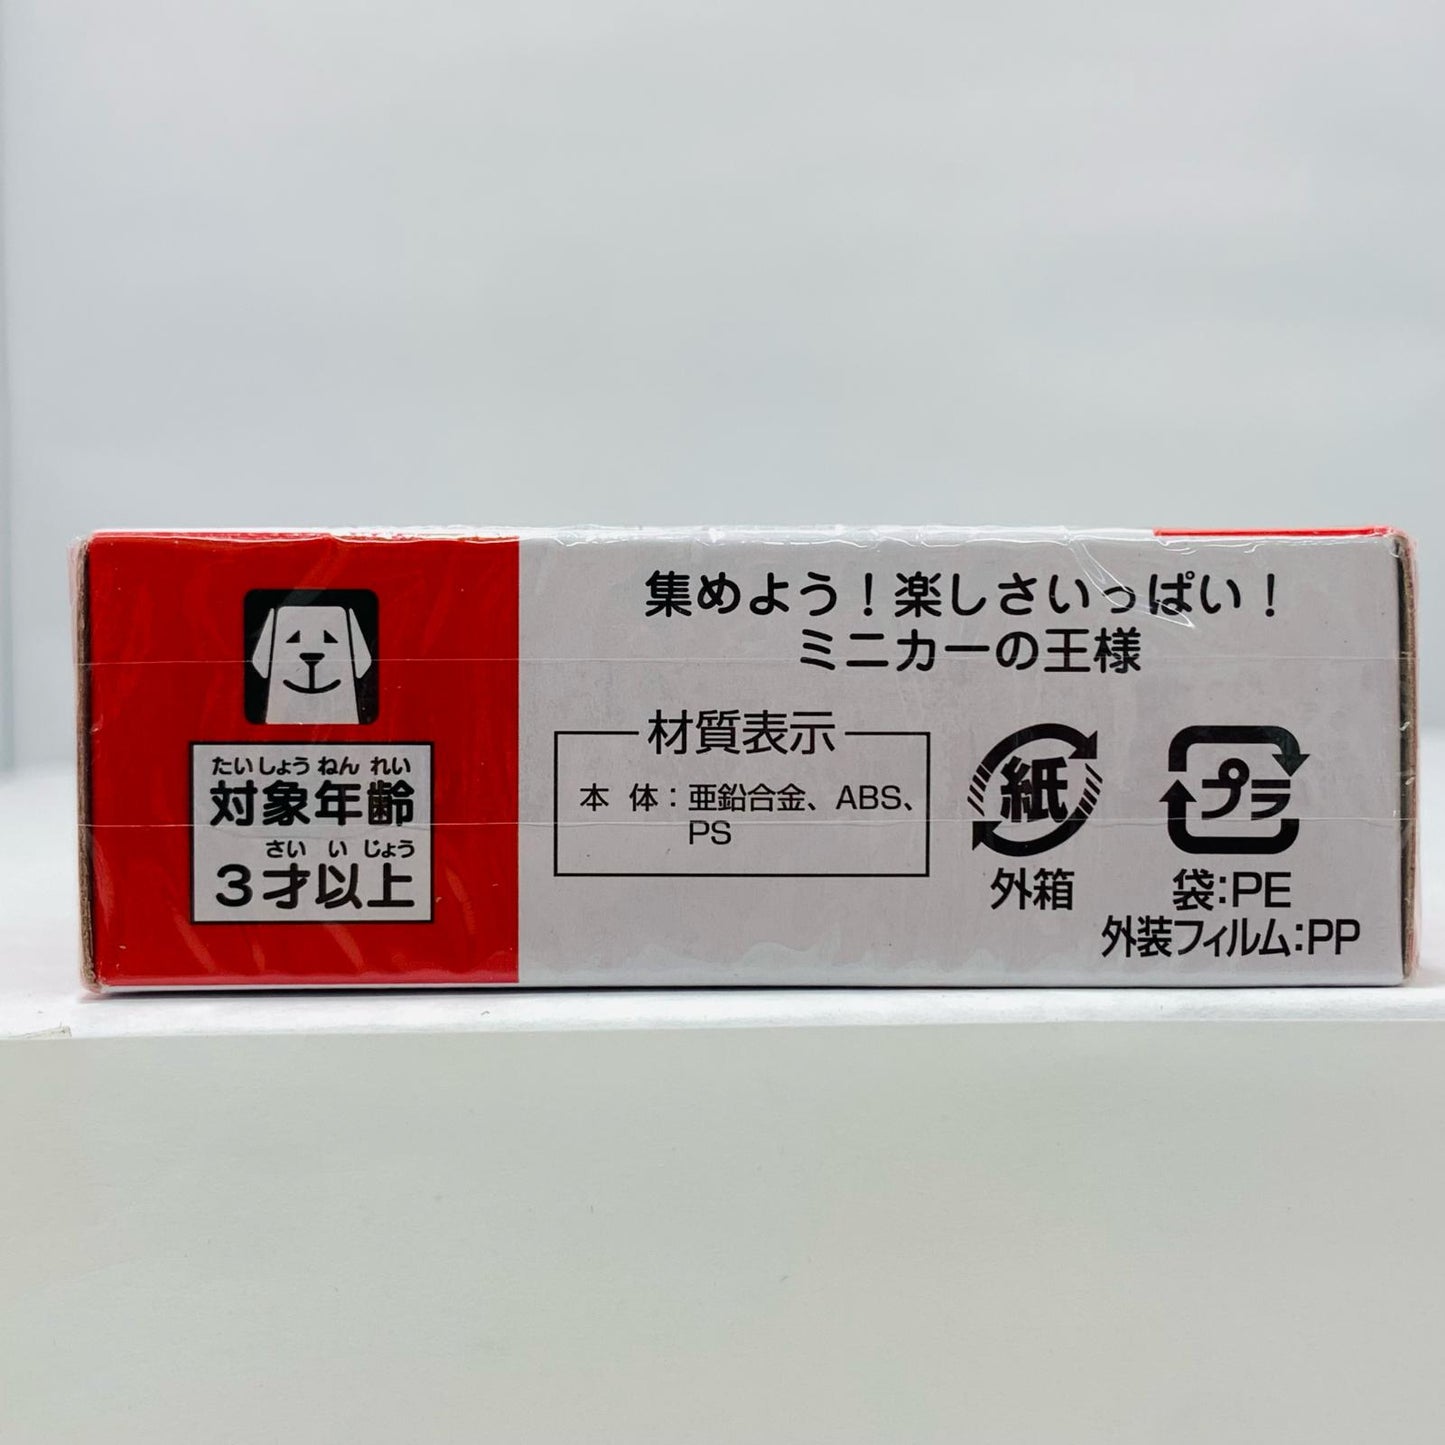 集めよう！楽しさいっぱい！
ミニカーの王様
たいしょう ねん れい
対象年齢
さい い じょう
3才以上
材質表示
本 体：亜鉛合金、ABS、
PS
紙
外箱
プラ
袋：PE
外装フィルム：PP